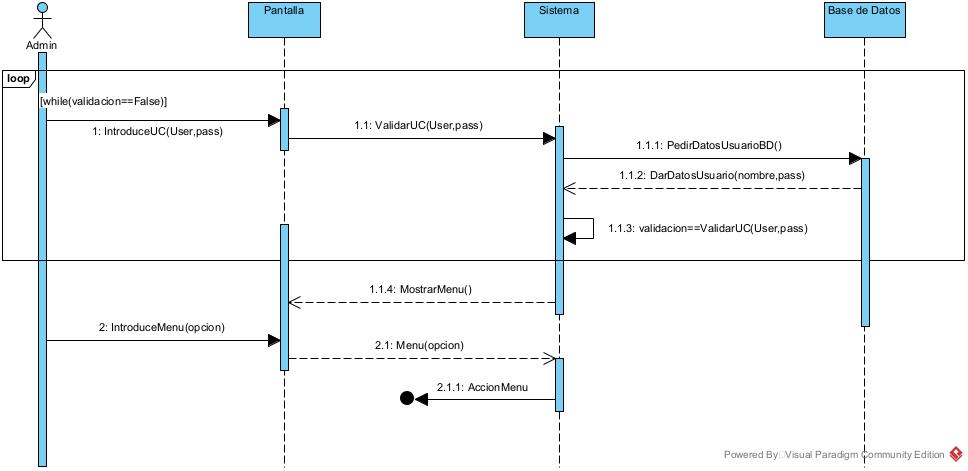 Pantalla
Sistema
Base de Datos
Admin
loop
[while(validacion==False)]
1: IntroduceUC(User,pass)
1.1: ValidarUC(User,pass)
1.1.1: PedirDatosUsuarioBD()
1.1.2: DarDatosUsuario(nombre,pass)
1.1.3: validacion==ValidarUC(User,pass)
1.1.4: MostrarMenu()
2: IntroduceMenu(opcion)
2.1: Menu(opcion)
2.1.1: AccionMenu
Powered By Visual Paradigm Community Edition